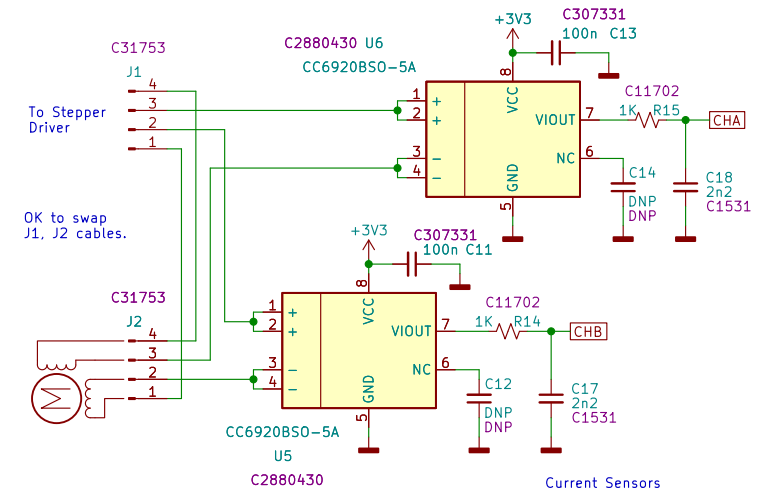 C307331
+3V3
100n C13
C31753
C2880430 U6
J1
CC6920BSO-5A
4
3
2
1
To Stepper
Driver
8
VCC
1 +
2 +
3 -
4 -
VIOUT 7
NC 6
GND
5
C11702
1K R15
CHA
C14
DNP
DNP
C18
2n2
C1531
OK to swap
J1, J2 cables.
C307331
+3V3
100n C11
C31753
J2
4
3
2
1
M
8
VCC
1 +
2 +
3 -
4 -
VIOUT 7
NC 6
GND
5
C11702
1K R14
CHB
C12
DNP
DNP
C17
2n2
C1531
CC6920BSO-5A
U5
C2880430
Current Sensors